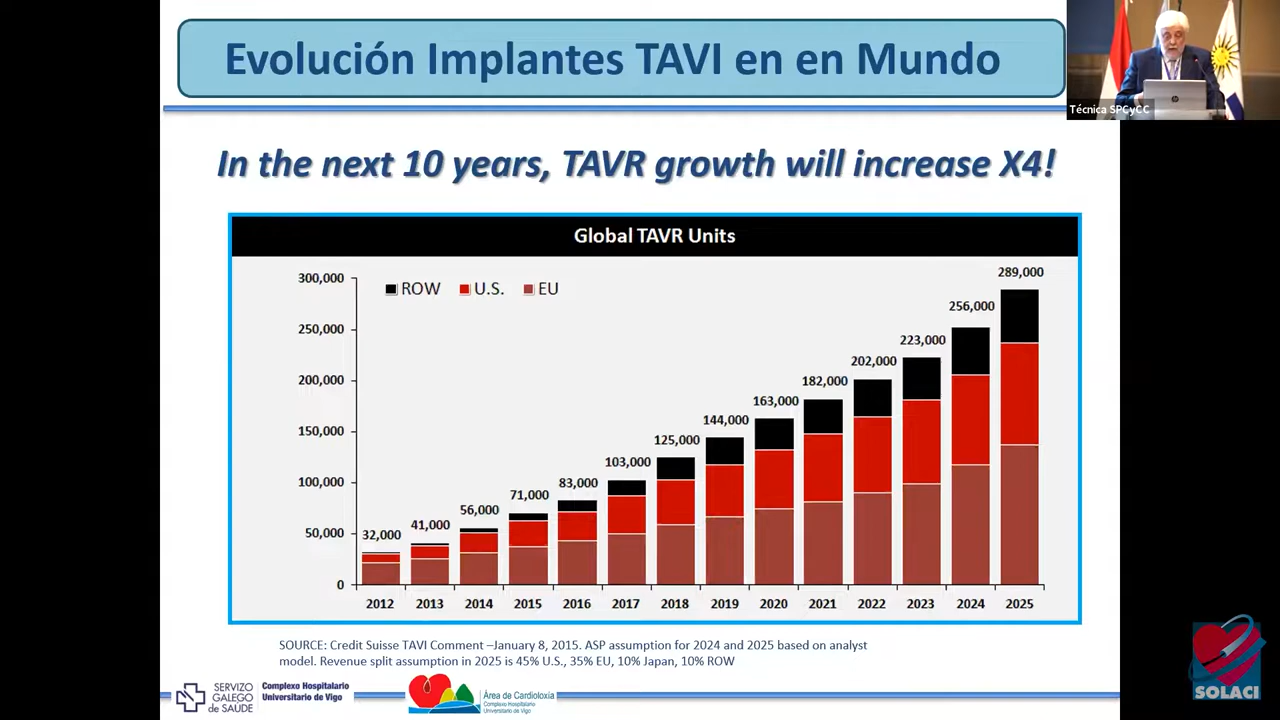 Evolución Implantes TAVI en en Mundo
Técnica SPCyCC
In the next 10 years, TAVR growth will increase X4!
Global TAVR Units
300,000
250,000
200,000
150,000
100,000
50,000
0
ROW U.S. EU
32,000
41,000
56,000
71,000
83,000
103,000
125,000
144,000
163,000
182,000
202,000
223,000
256,000
289,000
2012 2013 2014 2015 2016 2017 2018 2019 2020 2021 2022 2023 2024 2025
SOURCE: Credit Suisse TAVI Comment –January 8, 2015. ASP assumption for 2024 and 2025 based on analyst
model. Revenue split assumption in 2025 is 45% U.S., 35% EU, 10% Japan, 10% ROW
SERVIZO
GALEGO
de SAÚDE
Complexo Hospitalario
Universitario de Vigo
Área de Cardioloxía
Complexo Hospitalario
Universitario de Vigo
SOLACI
hp